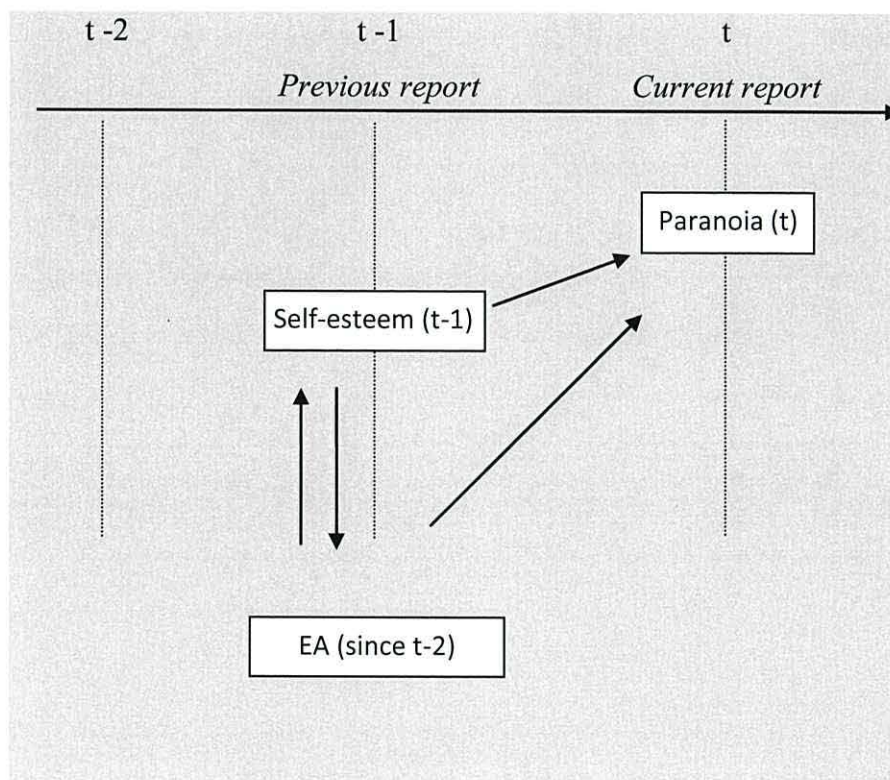 t -2 t -1 t
Previous report Current report
Paranoia (t)
Self-esteem (t-1)
EA (since t-2)